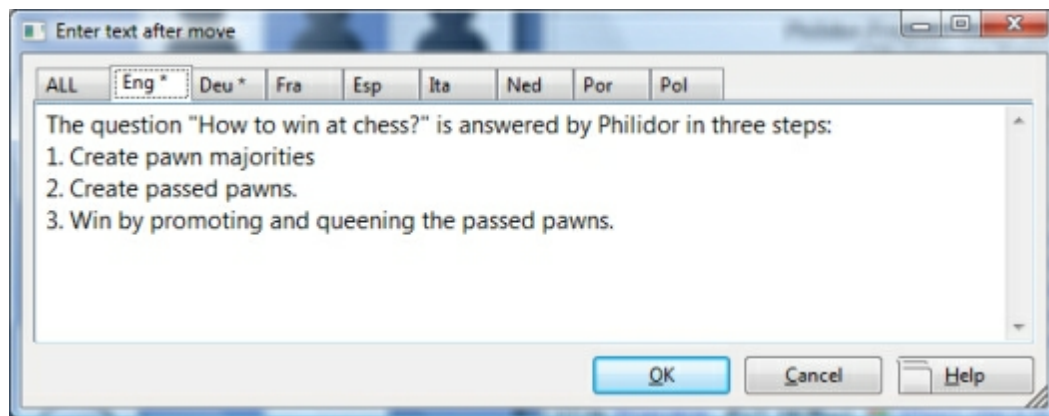 Enter text after move
ALL Eng * Deu * Fra Esp Ita Ned Por Pol
The question "How to win at chess?" is answered by Philidor in three steps:
1. Create pawn majorities
2. Create passed pawns.
3. Win by promoting and queening the passed pawns.
OK Cancel Help